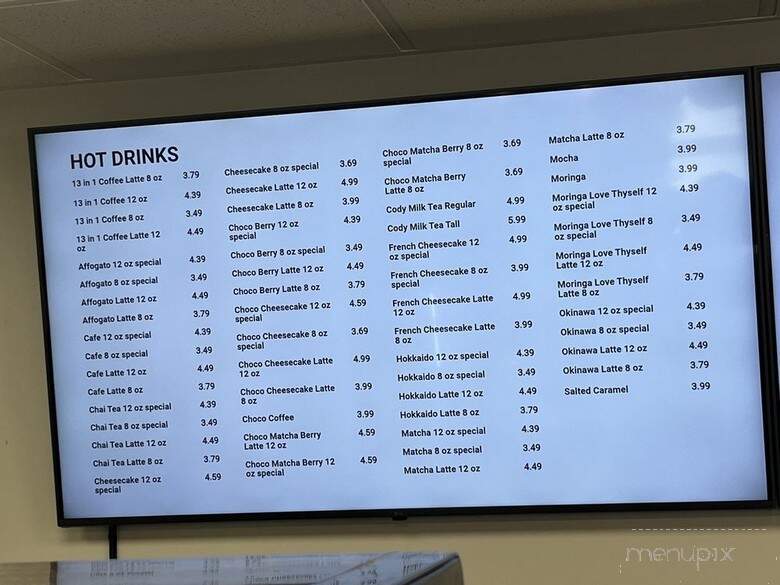 HOT DRINKS
13 in 1 Coffee Latte 8 oz 3.79
13 in 1 Coffee 12 oz 4.39
13 in 1 Coffee 8 oz 3.49
13 in 1 Coffee Latte 12 4.49
oz
Affogato 12 oz special 4.39
Affogato 8 oz special 3.49
Affogato Latte 12 oz 4.49
Affogato Latte 8 oz 3.79
Cafe 12 oz special 4.39
Cafe 8 oz special 3.49
Cafe Latte 12 oz 4.49
Cafe Latte 8 oz 3.79
Chai Tea 12 oz special 4.39
Chai Tea 8 oz special 3.49
Chai Tea Latte 12 oz 4.49
Chai Tea Latte 8 oz 3.79
Cheesecake 12 oz 4.59
special
Cheesecake 8 oz special 3.69
Cheesecake Latte 12 oz 4.99
Cheesecake Latte 8 oz 3.99
Choco Berry 12 oz 4.39
special
Choco Berry 8 oz special 3.49
Choco Berry Latte 12 oz 4.49
Choco Berry Latte 8 oz 3.79
Choco Cheesecake 12 oz 4.59
special
Choco Cheesecake 8 oz 3.69
special
Choco Cheesecake Latte 4.99
12 oz
Choco Cheesecake Latte 3.99
8 oz
Choco Coffee 3.99
Choco Matcha Berry 4.59
Latte 12 oz
Choco Matcha Berry 12 4.59
oz special
Choco Matcha Berry 8 oz 3.69
special
Choco Matcha Berry 3.69
Latte 8 oz
Cody Milk Tea Regular 4.99
Cody Milk Tea Tall 5.99
French Cheesecake 12 4.99
oz special
French Cheesecake 8 oz 3.99
special
French Cheesecake Latte 4.99
12 oz
French Cheesecake Latte 3.99
8 oz
Hokkaido 12 oz special 4.39
Hokkaido 8 oz special 3.49
Hokkaido Latte 12 oz 4.49
Hokkaido Latte 8 oz 3.79
Matcha 12 oz special 4.39
Matcha 8 oz special 3.49
Matcha Latte 12 oz 4.49
Matcha Latte 8 oz 3.79
Mocha 3.99
Moringa 3.99
Moringa Love Thyself 12 4.39
oz special
Moringa Love Thyself 8 3.49
oz special
Moringa Love Thyself 4.49
Latte 12 oz
Moringa Love Thyself 3.79
Latte 8 oz
Okinawa 12 oz special 4.39
Okinawa 8 oz special 3.49
Okinawa Latte 12 oz 4.49
Okinawa Latte 8 oz 3.79
Salted Caramel 3.99
menupix